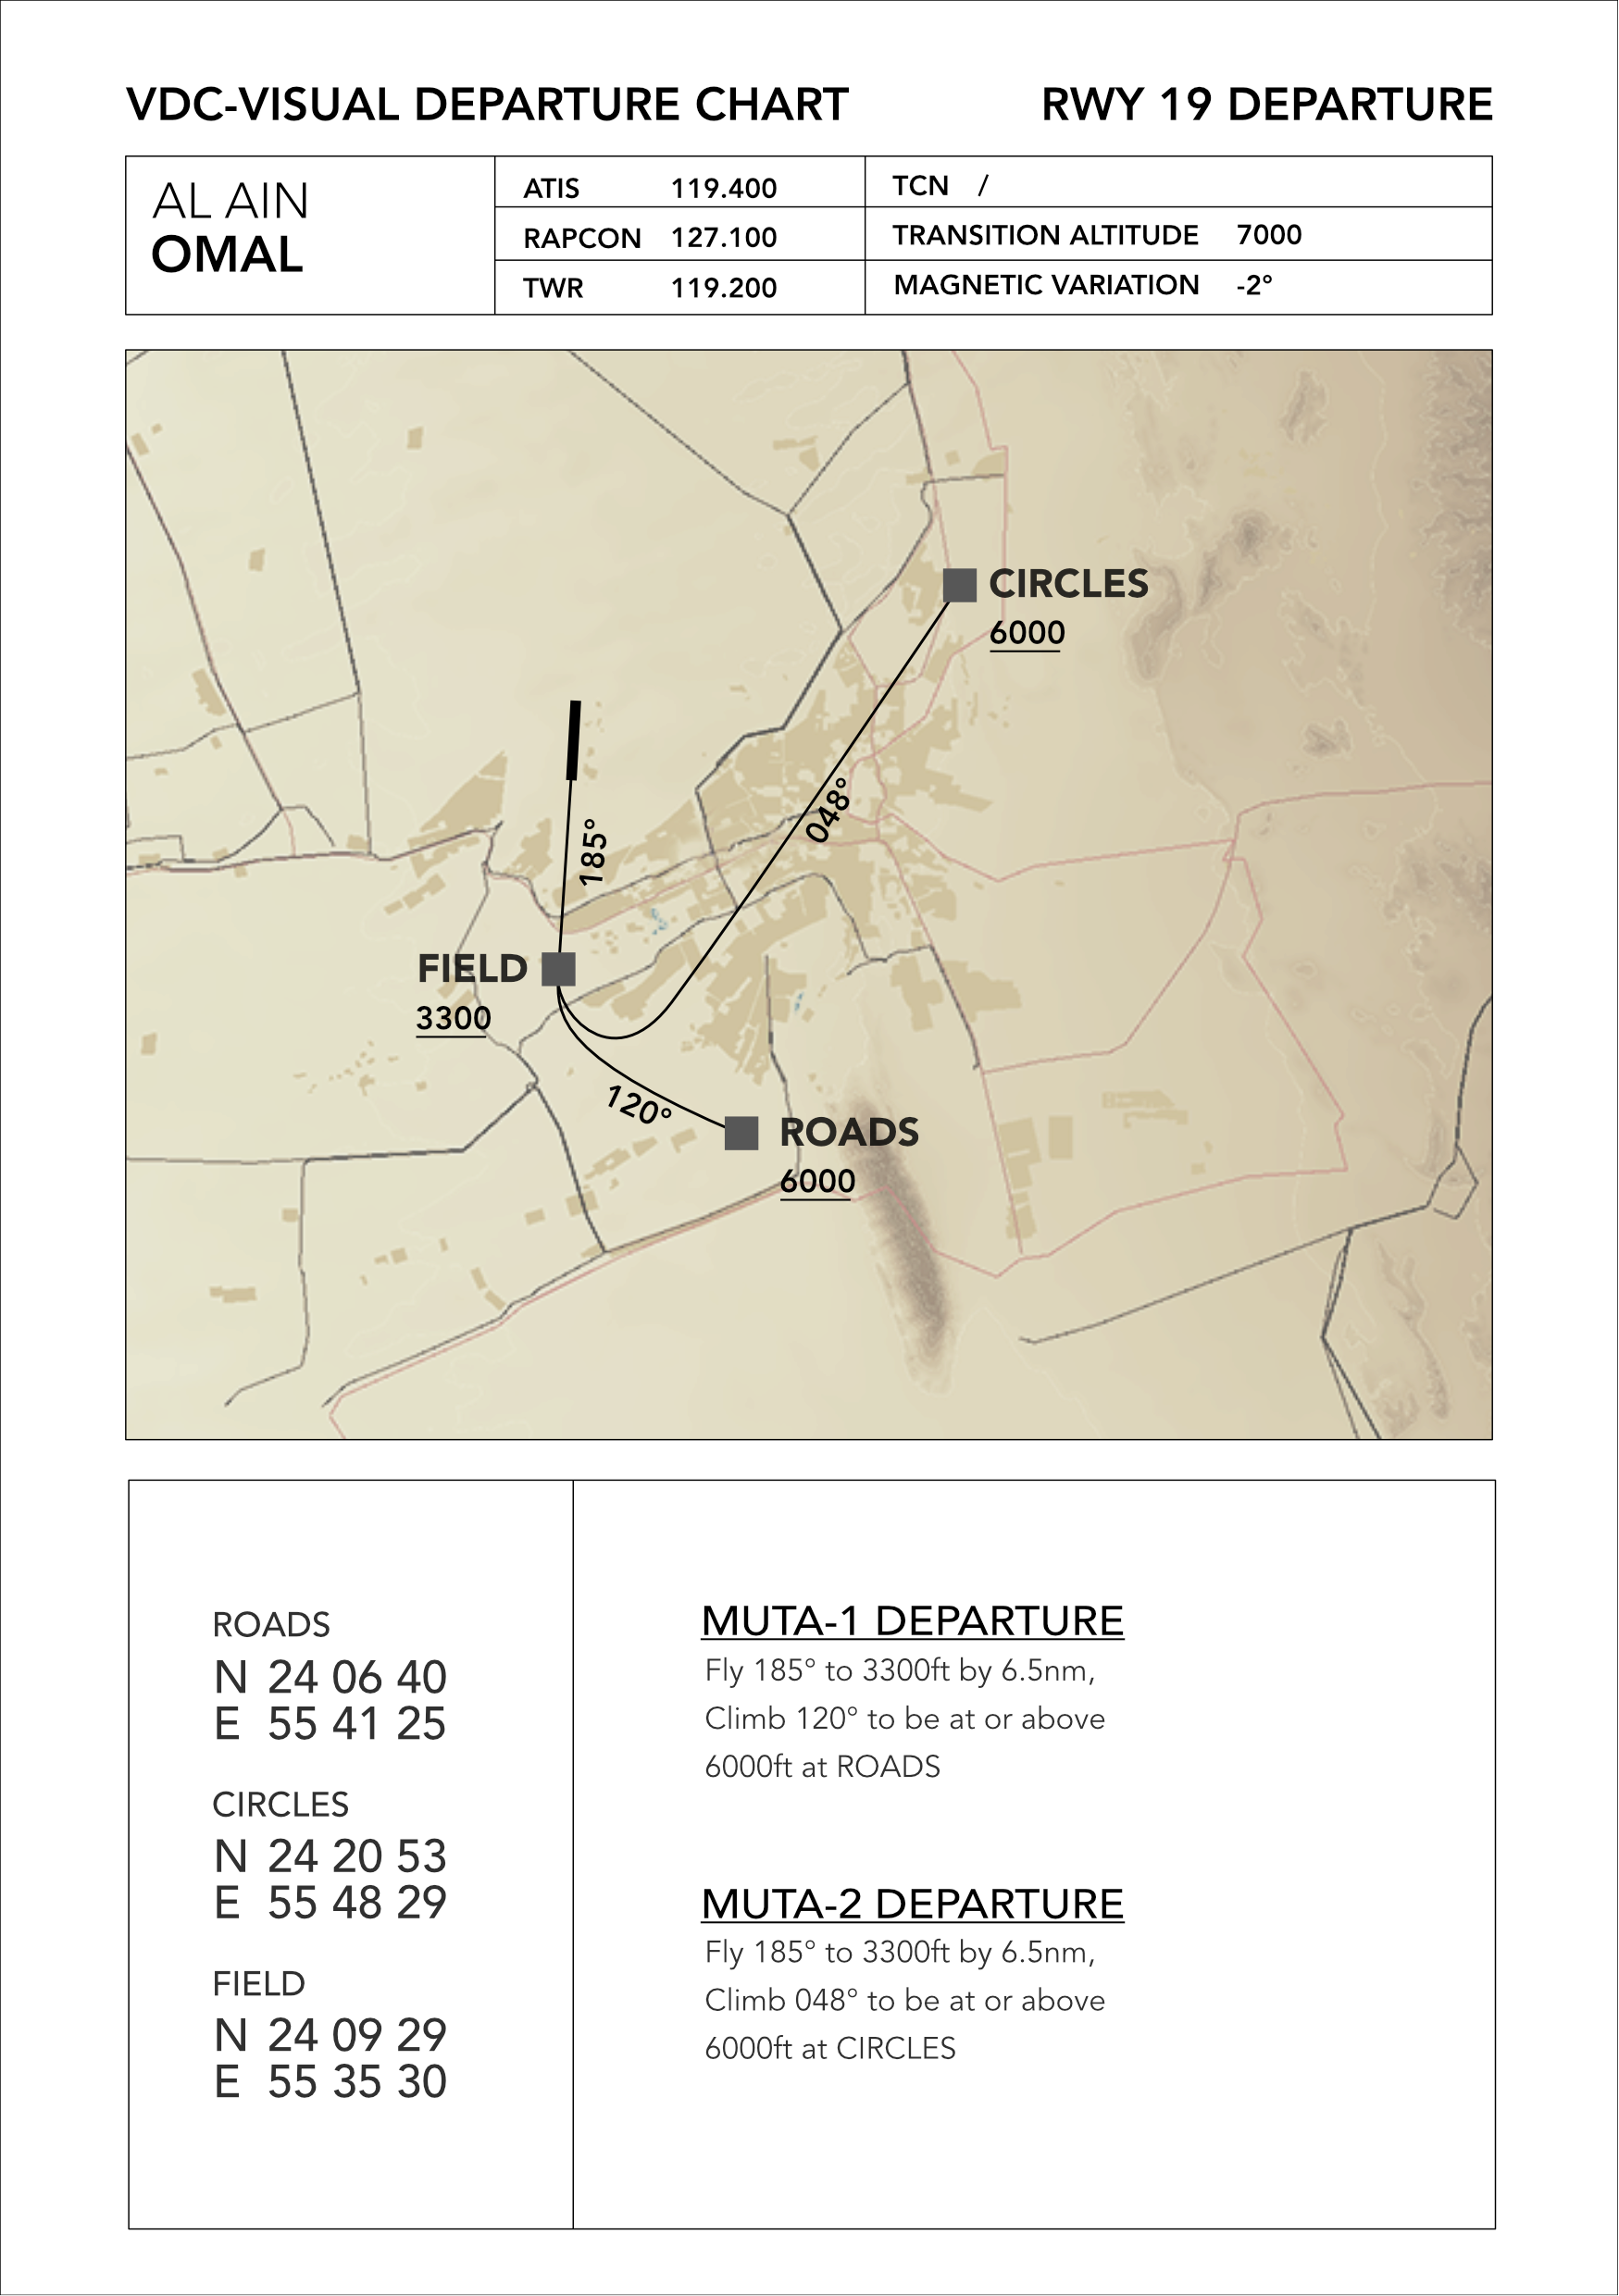 VDC-VISUAL DEPARTURE CHART
RWY 19 DEPARTURE
AL AIN
OMAL
ATIS 119.400
RAPCON 127.100
TWR 119.200
TCN /
TRANSITION ALTITUDE 7000
MAGNETIC VARIATION -2°
CIRCLES
6000
048°
185°
FIELD
3300
120°
ROADS
6000
ROADS
N 24 06 40
E 55 41 25
CIRCLES
N 24 20 53
E 55 48 29
FIELD
N 24 09 29
E 55 35 30
MUTA-1 DEPARTURE
Fly 185° to 3300ft by 6.5nm,
Climb 120° to be at or above
6000ft at ROADS
MUTA-2 DEPARTURE
Fly 185° to 3300ft by 6.5nm,
Climb 048° to be at or above
6000ft at CIRCLES